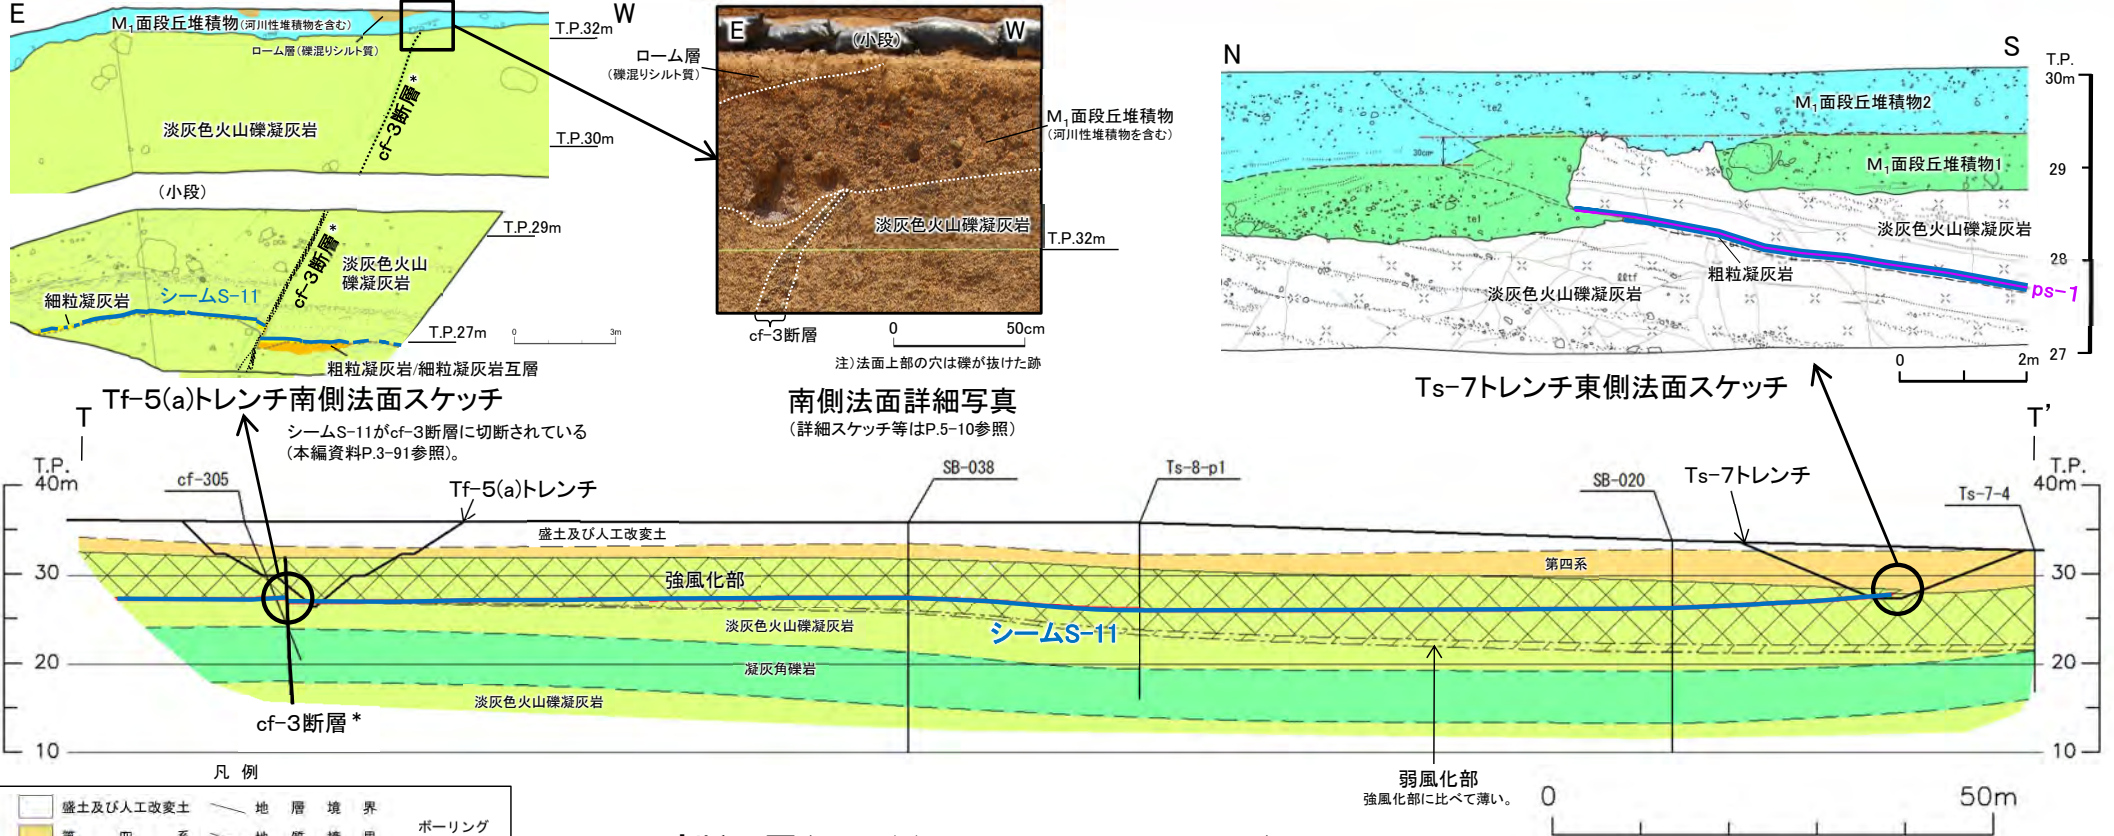 E
W
M₁面段丘堆積物(河川性堆積物を含む)
ローム層(礫混りシルト質)
T.P.32m
cf-3断層*
淡灰色火山礫凝灰岩
T.P.30m
(小段)
T.P.29m
cf-3断層*
淡灰色火山
礫凝灰岩
細粒凝灰岩
シームS-11
T.P.27m
0 3m
粗粒凝灰岩/細粒凝灰岩互層
Tf-5(a)トレンチ南側法面スケッチ
シームS-11がcf-3断層に切断されている
(本編資料P.3-91参照)。
E
(小段)
W
ローム層
(礫混りシルト質)
M₁面段丘堆積物
(河川性堆積物を含む)
淡灰色火山礫凝灰岩
T.P.32m
cf-3断層
0 50cm
注)法面上部の穴は礫が抜けた跡
南側法面詳細写真
(詳細スケッチ等はP.5-10参照)
N
S
T.P.
30m
te2
M₁面段丘堆積物2
30cm
M₁面段丘堆積物1
29
te1
淡灰色火山礫凝灰岩
28
粗粒凝灰岩
ℓℓtf
淡灰色火山礫凝灰岩
ps-1
27
0 2m
Ts-7トレンチ東側法面スケッチ
T
T'
T.P.
40m
cf-305
Tf-5(a)トレンチ
SB-038
Ts-8-p1
SB-020
Ts-7トレンチ
Ts-7-4
T.P.
40m
盛土及び人工改変土
第四系
30
強風化部
30
淡灰色火山礫凝灰岩
シームS-11
20
凝灰角礫岩
20
淡灰色火山礫凝灰岩
cf-3断層*
10
10
弱風化部
強風化部に比べて薄い。
0 50m
凡 例
盛土及び人工改変土
地 層 境 界
ボーリング
第 四 系
地 質 境 界